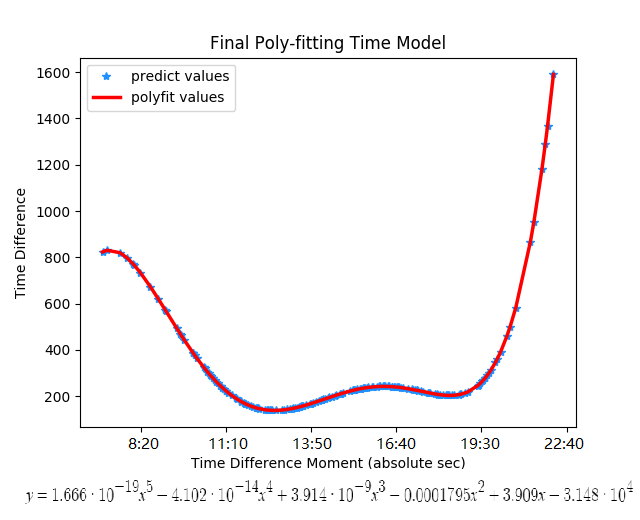 Final Poly-fitting Time Model
predict values
polyfit values
1600
1400
1200
1000
800
600
400
200
Time Difference
8:20 11:10 13:50 16:40 19:30 22:40
Time Difference Moment (absolute sec)
y = 1.666 · 10^{-19} x^5 − 4.102 · 10^{-14} x^4 + 3.914 · 10^{-9} x^3 − 0.0001795x^2 + 3.909x − 3.148 · 10^4